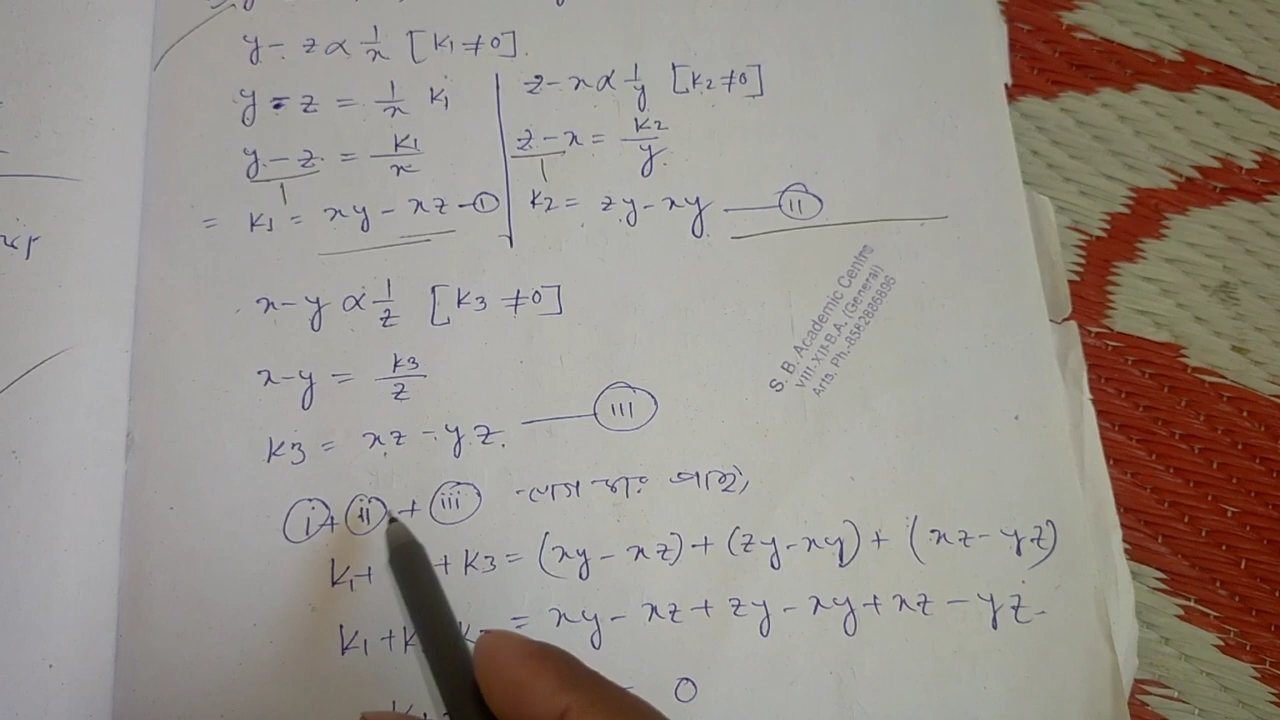 y - z ∝ 1/x [K1 ≠ 0].
y - z = 1/x K1
y - z / 1 = K1/x
= K1 = xy - xz - (i)
z - x ∝ 1/y [K2 ≠ 0]
z - x / 1 = K2/y
K2 = zy - xy — (ii)
x - y ∝ 1/z [K3 ≠ 0]
x - y = K3/z
K3 = xz - yz. — (iii)
S. B. Academic Centre
VIII-XII-B.A. (General)
Arts. Ph.-8582886896
(i) + (ii) + (iii)
K1 + + K3 = (xy - xz) + (zy - xy) + (xz - yz)
K1 + K = xy - xz + zy - xy + xz - yz.
0